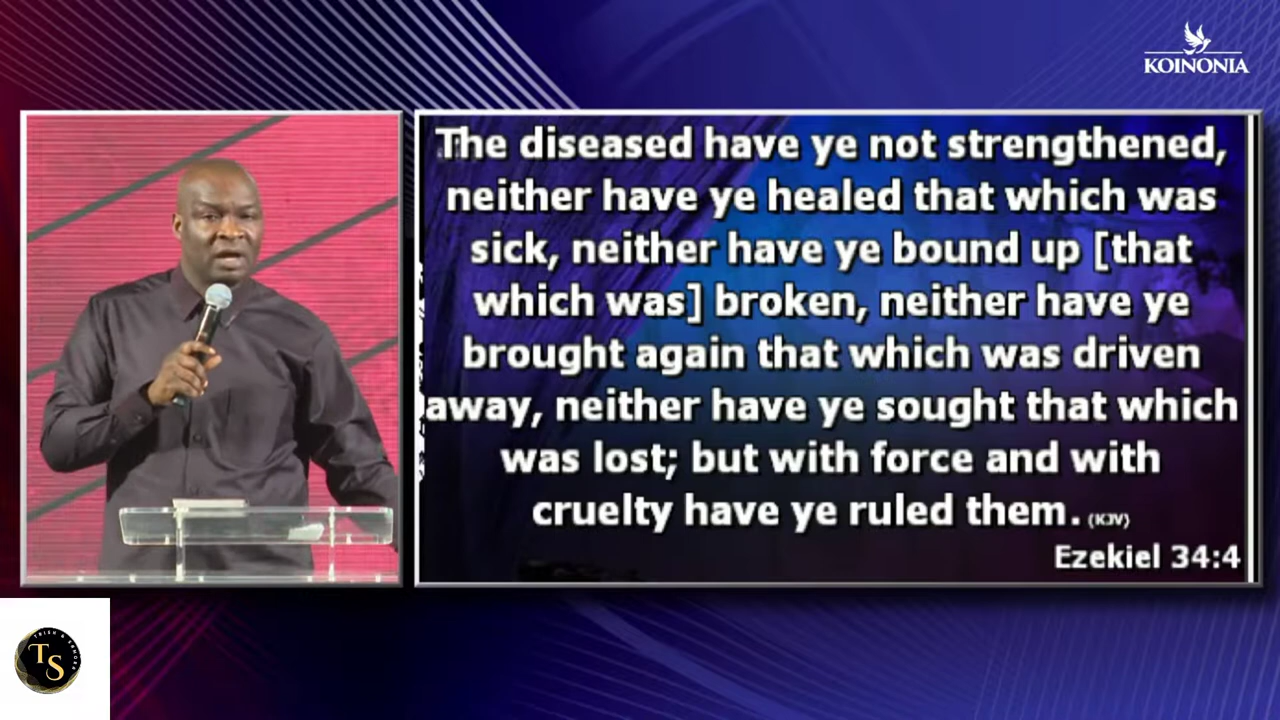 KOINONIA
The diseased have ye not strengthened,
neither have ye healed that which was
sick, neither have ye bound up [that
which was] broken, neither have ye
brought again that which was driven
away, neither have ye sought that which
was lost; but with force and with
cruelty have ye ruled them. (KJV)
Ezekiel 34:4
TS